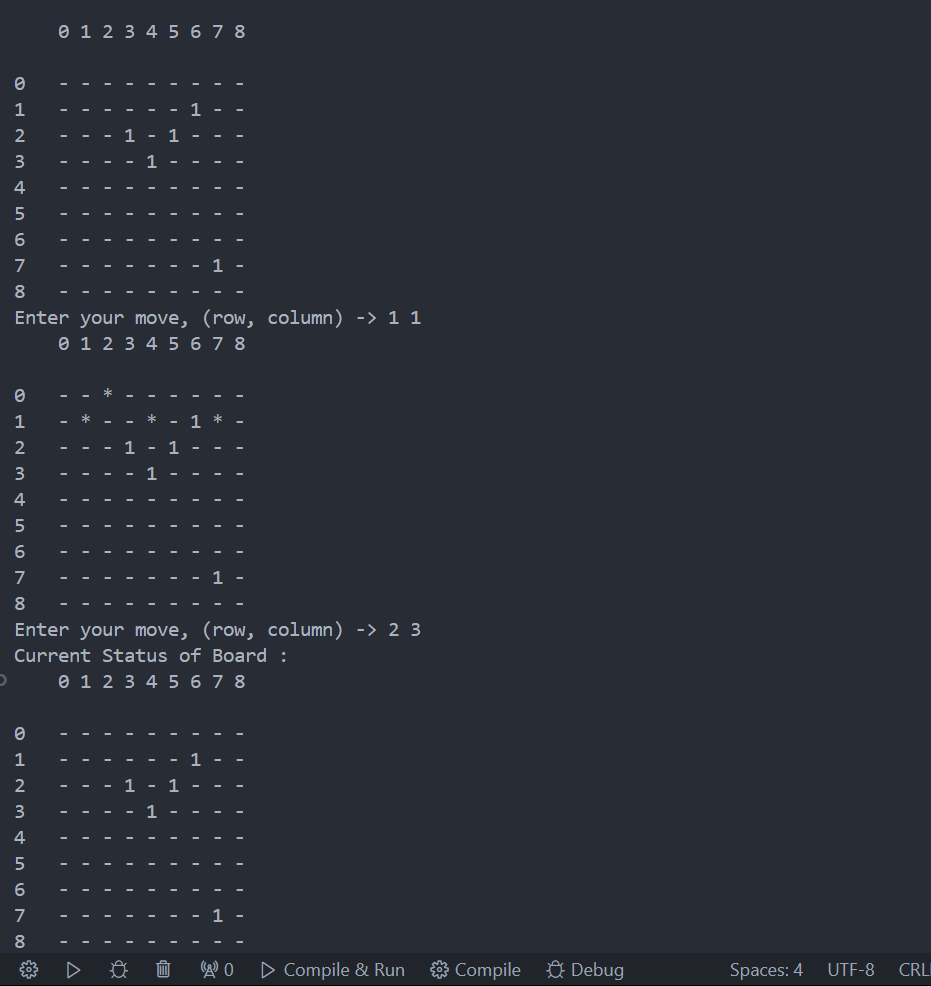 0 1 2 3 4 5 6 7 8
0 - - - - - - - - -
1 - - - - - - 1 - -
2 - - - 1 - 1 - - -
3 - - - - 1 - - - -
4 - - - - - - - - -
5 - - - - - - - - -
6 - - - - - - - - -
7 - - - - - - - 1 -
8 - - - - - - - - -
Enter your move, (row, column) -> 1 1
0 1 2 3 4 5 6 7 8
0 - - * - - - - - -
1 - * - - * - 1 * -
2 - - - 1 - 1 - - -
3 - - - - 1 - - - -
4 - - - - - - - - -
5 - - - - - - - - -
6 - - - - - - - - -
7 - - - - - - - 1 -
8 - - - - - - - - -
Enter your move, (row, column) -> 2 3
Current Status of Board :
0 1 2 3 4 5 6 7 8
0 - - - - - - - - -
1 - - - - - - 1 - -
2 - - - 1 - 1 - - -
3 - - - - 1 - - - -
4 - - - - - - - - -
5 - - - - - - - - -
6 - - - - - - - - -
7 - - - - - - - 1 -
8 - - - - - - - - -
0 Compile & Run Compile Debug Spaces: 4 UTF-8